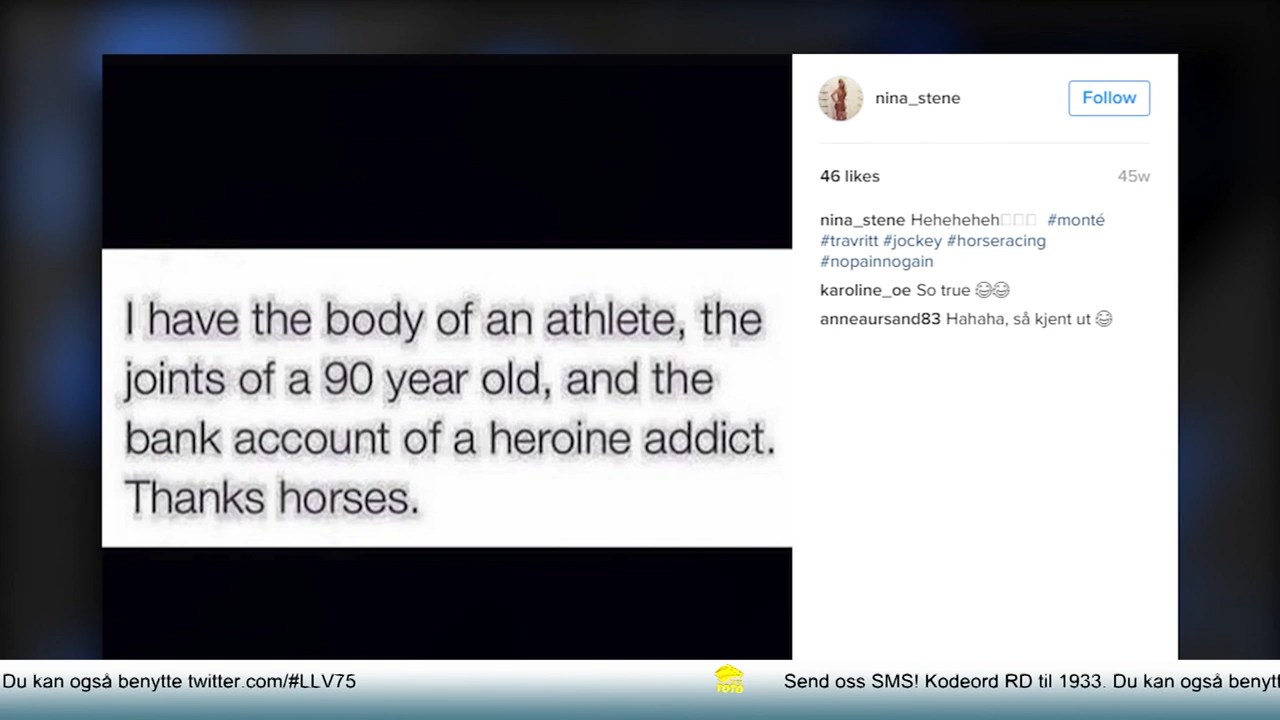 I have the body of an athlete, the
joints of a 90 year old, and the
bank account of a heroine addict.
Thanks horses.
nina_stene
Follow
46 likes
45w
nina_stene Heheheheh #monté
#travritt #jockey #horseracing
#nopainnogain
karoline_oe So true 😂😂
anneaursand83 Hahaha, så kjent ut 😂
Du kan også benytte twitter.com/#LLV75
TOTO
Send oss SMS! Kodeord RD til 1933. Du kan også benytt